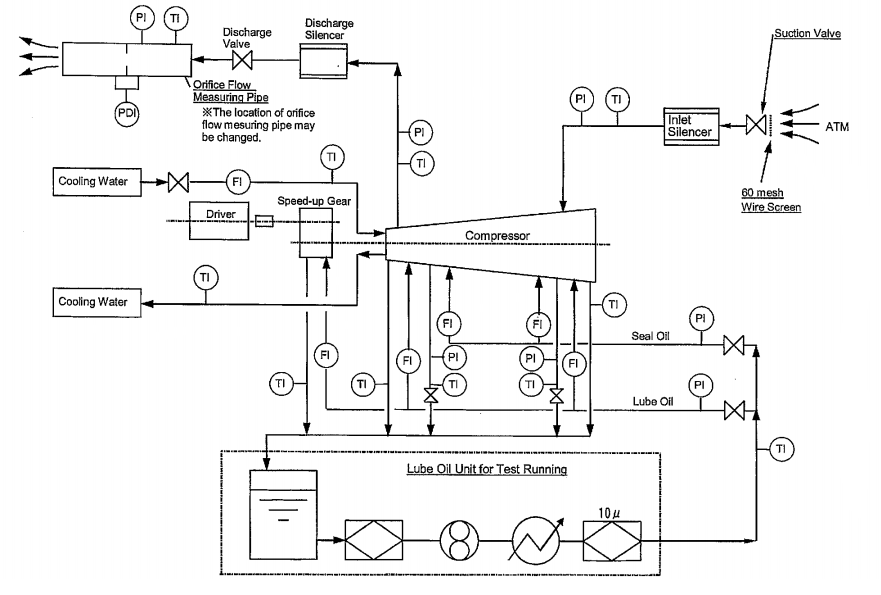 PI
TI
Discharge
Valve
Discharge
Silencer
Suction Valve
Orifice Flow
Measuring Pipe
※The location of orifice
flow mesuring pipe may
be changed.
PDI
PI
TI
PI
TI
Inlet
Silencer
ATM
60 mesh
Wire Screen
Cooling Water
FI
TI
Driver
Speed-up Gear
Compressor
Cooling Water
TI
TI
FI
FI
Seal Oil
PI
FI
FI
PI
PI
FI
TI
TI
TI
TI
Lube Oil
PI
TI
Lube Oil Unit for Test Running
10μ